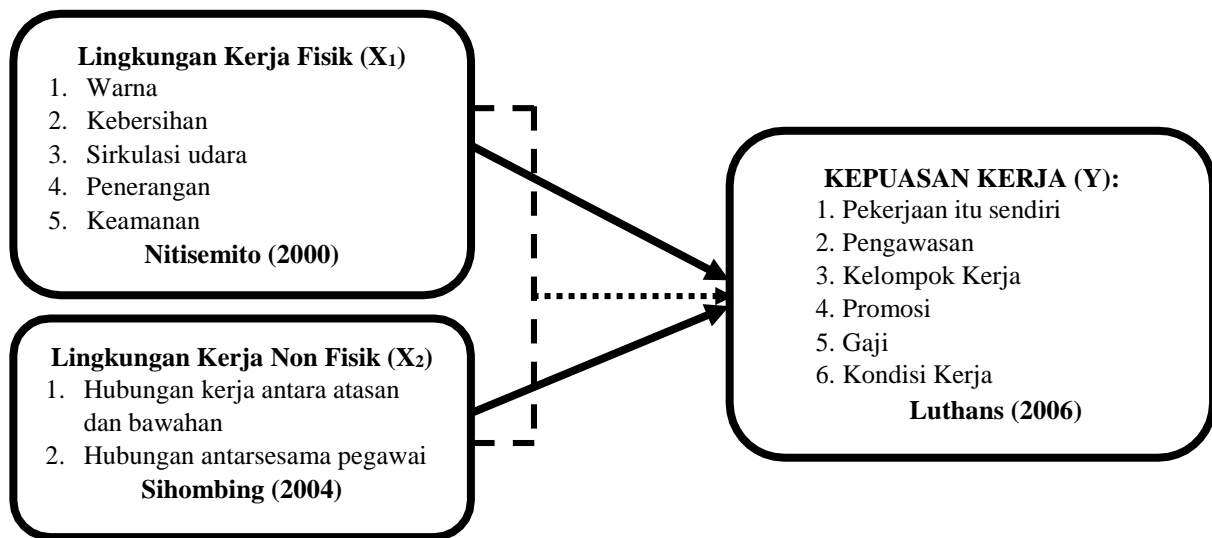 Lingkungan Kerja Fisik (X₁)
1. Warna
2. Kebersihan
3. Sirkulasi udara
4. Penerangan
5. Keamanan
Nitisemito (2000)
Lingkungan Kerja Non Fisik (X₂)
1. Hubungan kerja antara atasan
dan bawahan
2. Hubungan antarsesama pegawai
Sihombing (2004)
KEPUASAN KERJA (Y):
1. Pekerjaan itu sendiri
2. Pengawasan
3. Kelompok Kerja
4. Promosi
5. Gaji
6. Kondisi Kerja
Luthans (2006)